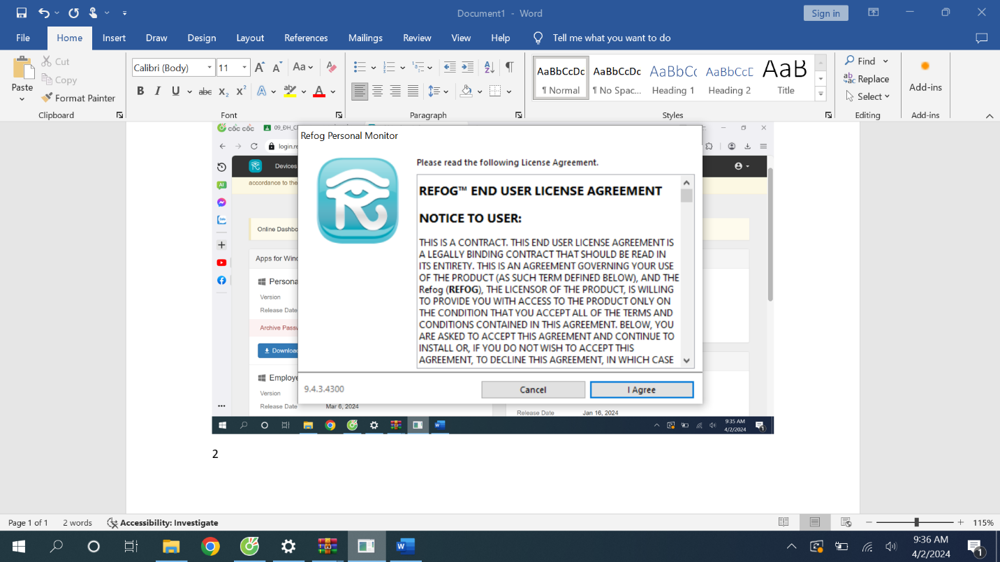 Document1 - Word
Sign in
File Home Insert Draw Design Layout References Mailings Review View Help Tell me what you want to do
Paste
Cut
Copy
Format Painter
Clipboard
Calibri (Body) 11
Font
Paragraph
AaBbCcDc AaBbCcDc AaBbCc AaBbCcD AaB
¶ Normal ¶ No Spac... Heading 1 Heading 2 Title
Styles
Find
Replace
Select
Editing
Add-ins
Add-ins
cốc cốc 09_ĐH_C
login.re
Devices
accordance to the
Online Dashbo
Apps for Wind
Persona
Version
Release Date
Archive Passw
Download
Employe
Version
Release Date Mar 6, 2024
Release Date Jan 16, 2024
Refog Personal Monitor
Please read the following License Agreement.
REFOG™ END USER LICENSE AGREEMENT
NOTICE TO USER:
THIS IS A CONTRACT. THIS END USER LICENSE AGREEMENT IS
A LEGALLY BINDING CONTRACT THAT SHOULD BE READ IN
ITS ENTIRETY. THIS IS AN AGREEMENT GOVERNING YOUR USE
OF THE PRODUCT (AS SUCH TERM DEFINED BELOW), AND THE
Refog (REFOG), THE LICENSOR OF THE PRODUCT, IS WILLING
TO PROVIDE YOU WITH ACCESS TO THE PRODUCT ONLY ON
THE CONDITION THAT YOU ACCEPT ALL OF THE TERMS AND
CONDITIONS CONTAINED IN THIS AGREEMENT. BELOW, YOU
ARE ASKED TO ACCEPT THIS AGREEMENT AND CONTINUE TO
INSTALL OR, IF YOU DO NOT WISH TO ACCEPT THIS
AGREEMENT, TO DECLINE THIS AGREEMENT, IN WHICH CASE
9.4.3.4300
Cancel
I Agree
9:35 AM
4/2/2024
2
Page 1 of 1 2 words Accessibility: Investigate
115%
9:36 AM
4/2/2024
1